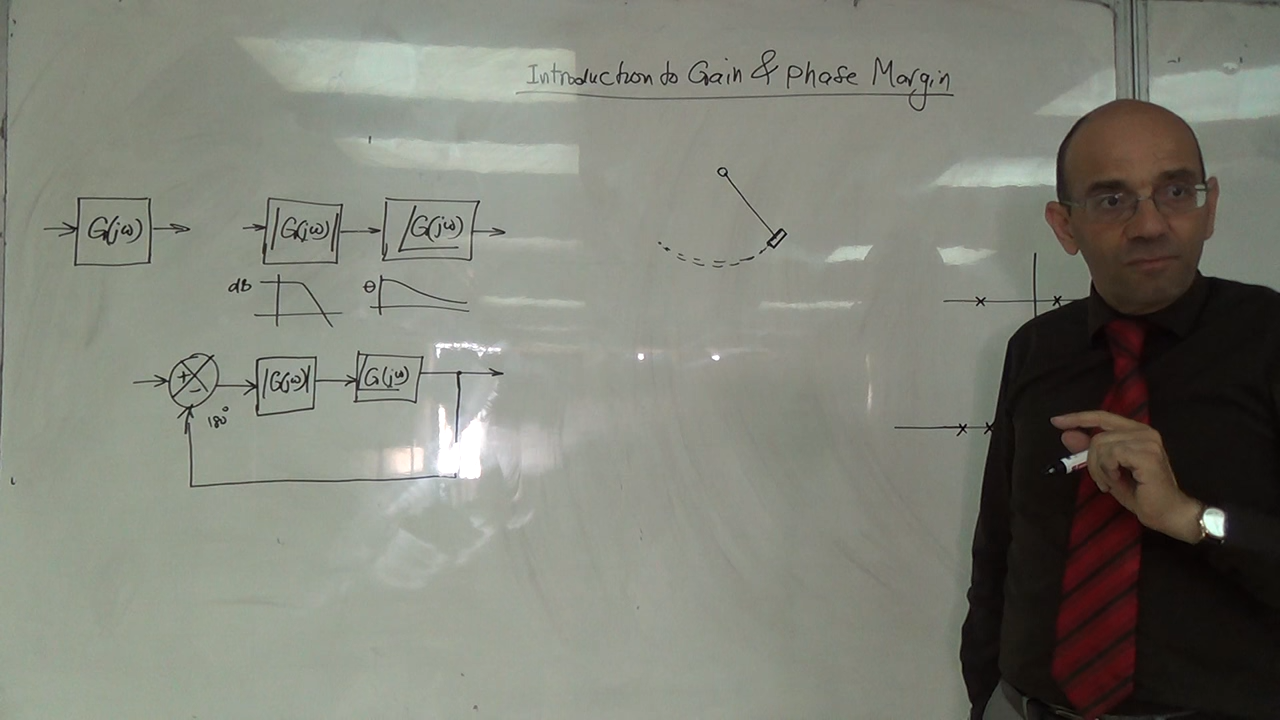 Introduction to Gain & Phase Margin
G(jω) |G(jω)| /G(jω)
dB θ
+ − |G(jω)| /G(jω)
180°